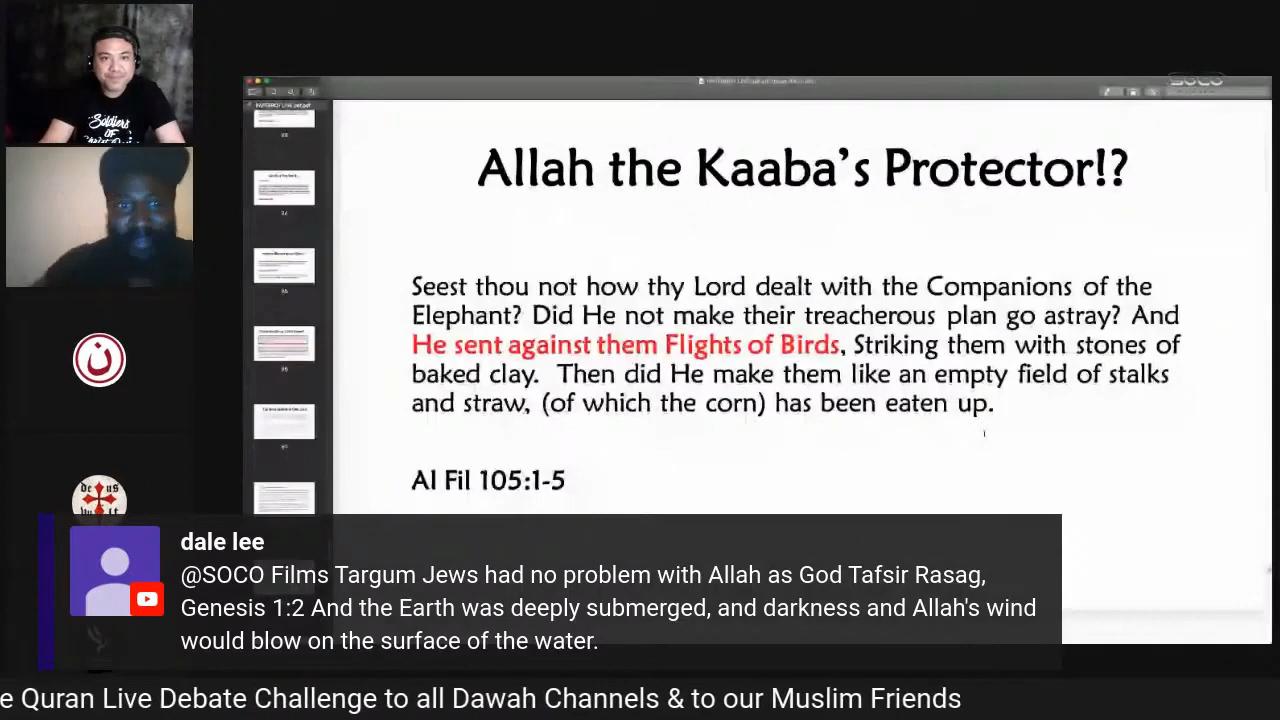 Soldiers
OF
SOCO
Allah the Kaaba's Protector!?
Seest thou not how thy Lord dealt with the Companions of the
Elephant? Did He not make their treacherous plan go astray? And
He sent against them Flights of Birds, Striking them with stones of
baked clay. Then did He make them like an empty field of stalks
and straw, (of which the corn) has been eaten up.
Al Fil 105:1-5
de us
dale lee
@SOCO Films Targum Jews had no problem with Allah as God Tafsir Rasag,
Genesis 1:2 And the Earth was deeply submerged, and darkness and Allah's wind
would blow on the surface of the water.
e Quran Live Debate Challenge to all Dawah Channels & to our Muslim Friends
ن